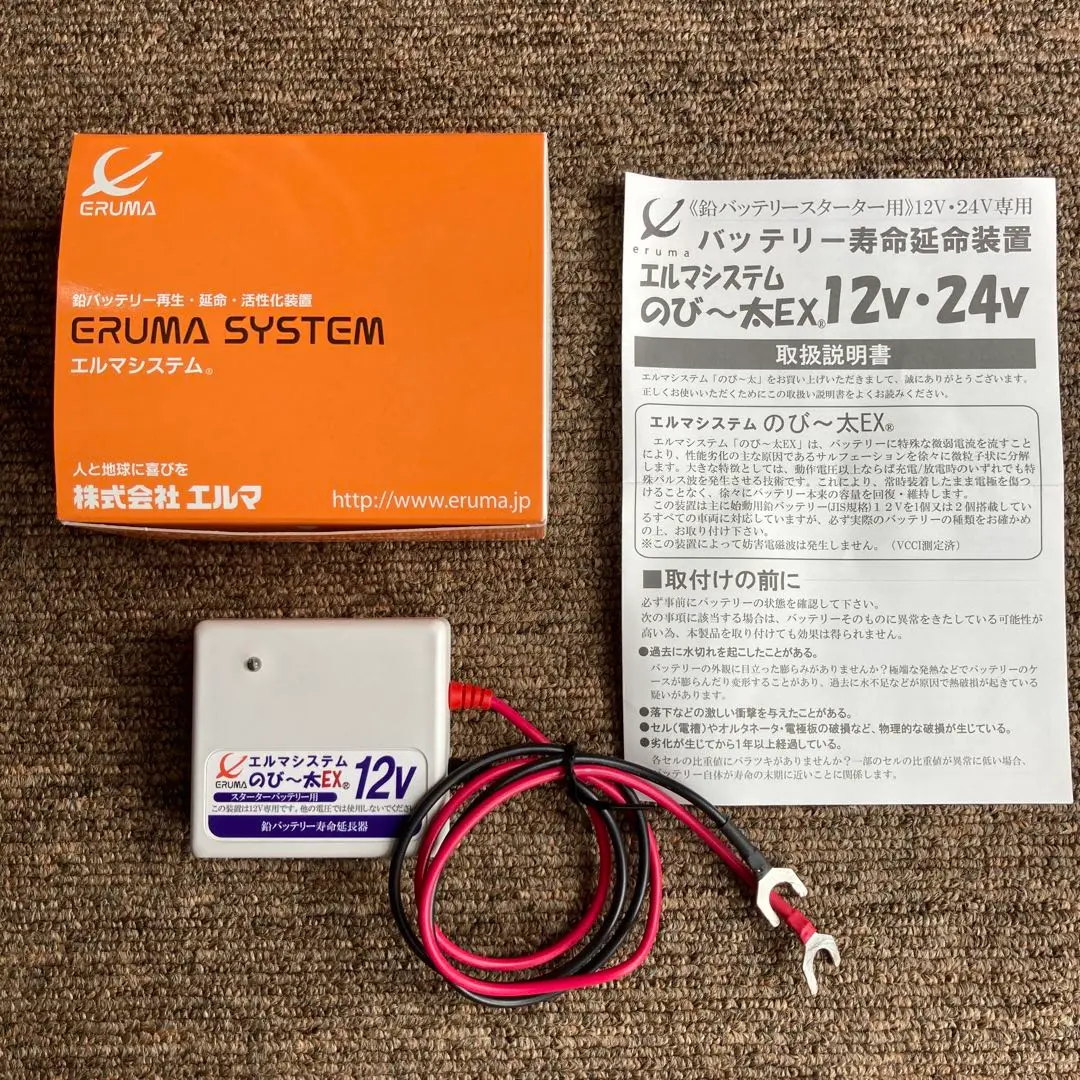 ERUMA
鉛バッテリー再生・延命・活性化装置
ERUMA SYSTEM
エルマシステム®
人と地球に喜びを
株式会社 エルマ
http://www.eruma.jp
eruma
《鉛バッテリースターター用》12V・24V専用
バッテリー寿命延命装置
エルマシステム
のび〜太EX® 12V・24V
取扱説明書
エルマシステム「のび〜太」をお買い上げいただきまして、誠にありがとうございます。
正しくお使いいただくためにこの取扱い説明書をよくお読みください。
エルマシステム のび〜太EX®
エルマシステム「のび〜太EX」は、バッテリーに特殊な微弱電流を流すこと
により、性能劣化の主な原因であるサルフェーションを徐々に微粒子状に分解
します。大きな特徴としては、動作電圧以上ならば充電/放電時のいずれでも特
殊パルス波を発生させる技術です。これにより、常時装着したまま電極を傷つ
けることなく、徐々にバッテリー本来の容量を回復・維持します。
この装置は主に始動用鉛バッテリー(JIS規格)12Vを1個又は2個搭載してい
るすべての車両に対応していますが、必ず実際のバッテリーの種類をお確かめ
の上、お取り付け下さい。
※この装置によって妨害電磁波は発生しません。（VCCI測定済）
■取付けの前に
必ず事前にバッテリーの状態を確認して下さい。
次の事項に該当する場合は、バッテリーそのものに異常をきたしている可能性が
高い為、本製品を取り付けても効果は得られません。
●過去に水切れを起こしたことがある。
バッテリーの外観に目立った膨らみがありませんか？極端な発熱などでバッテリーのケ
ースが膨らんだり変形することがあり、過去に水不足などが原因で熱破損が起きている
疑いがあります。
●落下などの激しい衝撃を与えたことがある。
●セル（電槽）やオルタネータ・電極板の破損など、物理的な破損が生じている。
●劣化が生じてから1年以上経過している。
各セルの比重値にバラツキがありませんか？一部のセルの比重値が異常に低い場合、
バッテリー自体が寿命の末期に近いことに関係します。
エルマシステム
ERUMA のび〜太EX® 12V
スターターバッテリー用
この装置は12V専用です。他の電圧では使用しないでください
鉛バッテリー寿命延長器